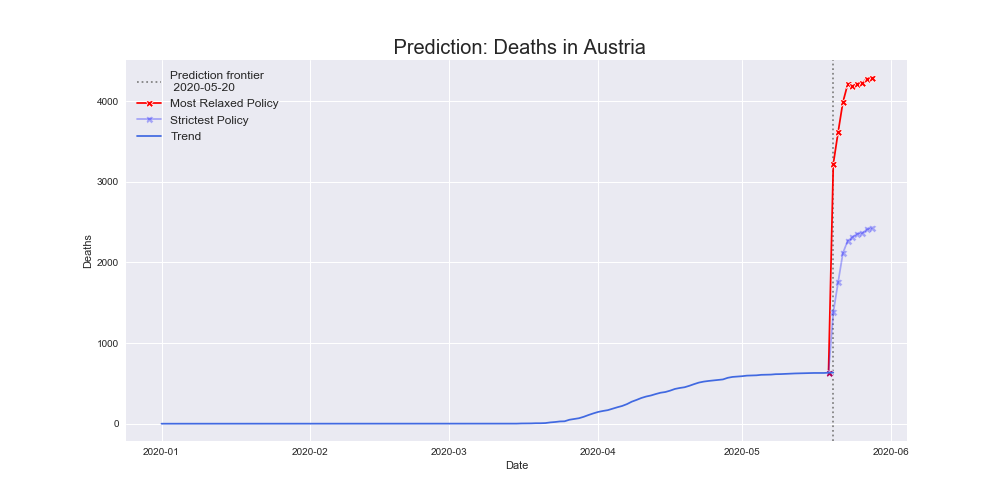 Prediction: Deaths in Austria
Prediction frontier
2020-05-20
Most Relaxed Policy
Strictest Policy
Trend
4000
3000
2000
1000
0
Deaths
2020-01
2020-02
2020-03
2020-04
2020-05
2020-06
Date